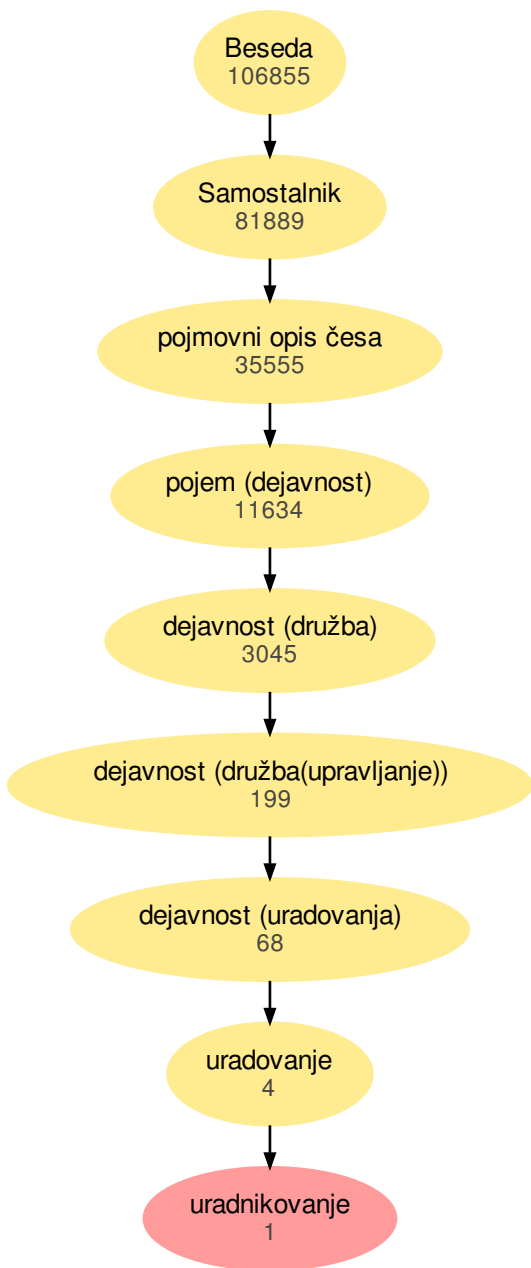 Beseda
106855
Samostalnik
81889
pojmovni opis česa
35555
pojem (dejavnost)
11634
dejavnost (družba)
3045
dejavnost (družba(upravljanje))
199
dejavnost (uradovanja)
68
uradovanje
4
uradnikovanje
1